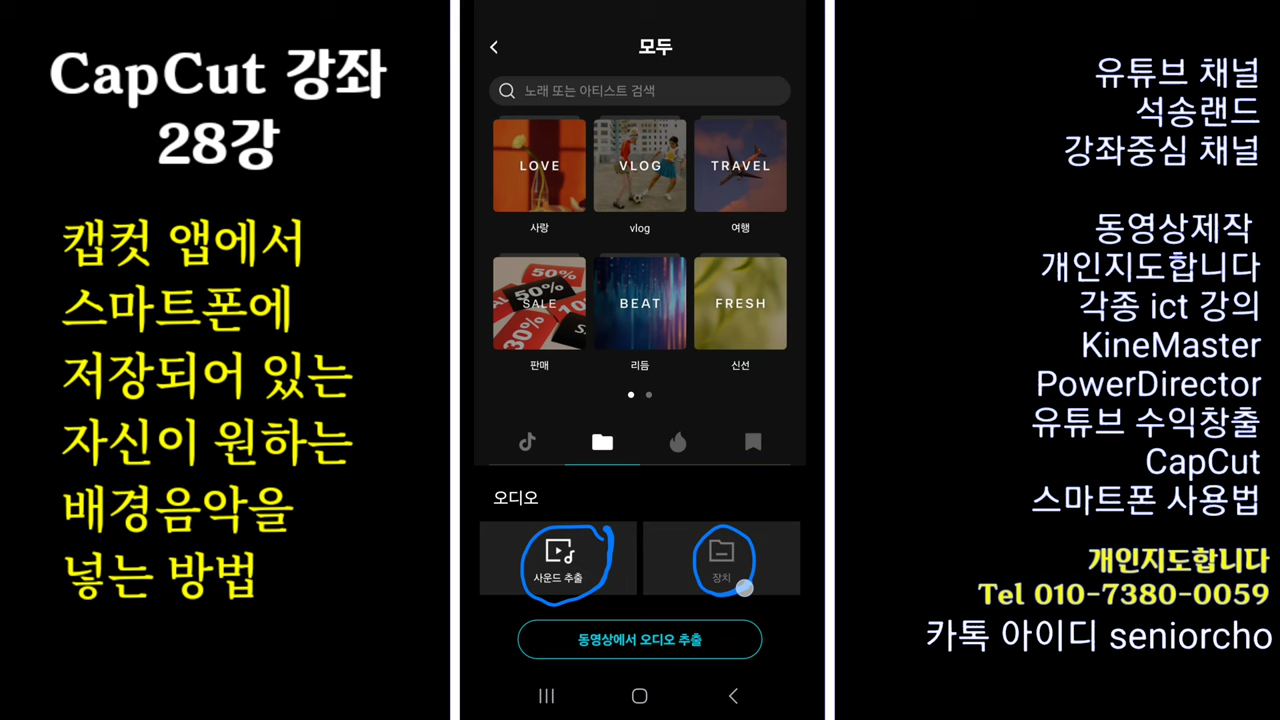 CapCut 강좌
28강
캡컷 앱에서
스마트폰에
저장되어 있는
자신이 원하는
배경음악을
넣는 방법
모두
노래 또는 아티스트 검색
LOVE
VLOG
TRAVEL
사랑
vlog
여행
50%
50%
SALE
30%
BEAT
FRESH
판매
리듬
신선
오디오
사운드 추출
장치
동영상에서 오디오 추출
유튜브 채널
석송랜드
강좌중심 채널
동영상제작
개인지도합니다
각종 ict 강의
KineMaster
PowerDirector
유튜브 수익창출
CapCut
스마트폰 사용법
개인지도합니다
Tel 010-7380-0059
카톡 아이디 seniorcho